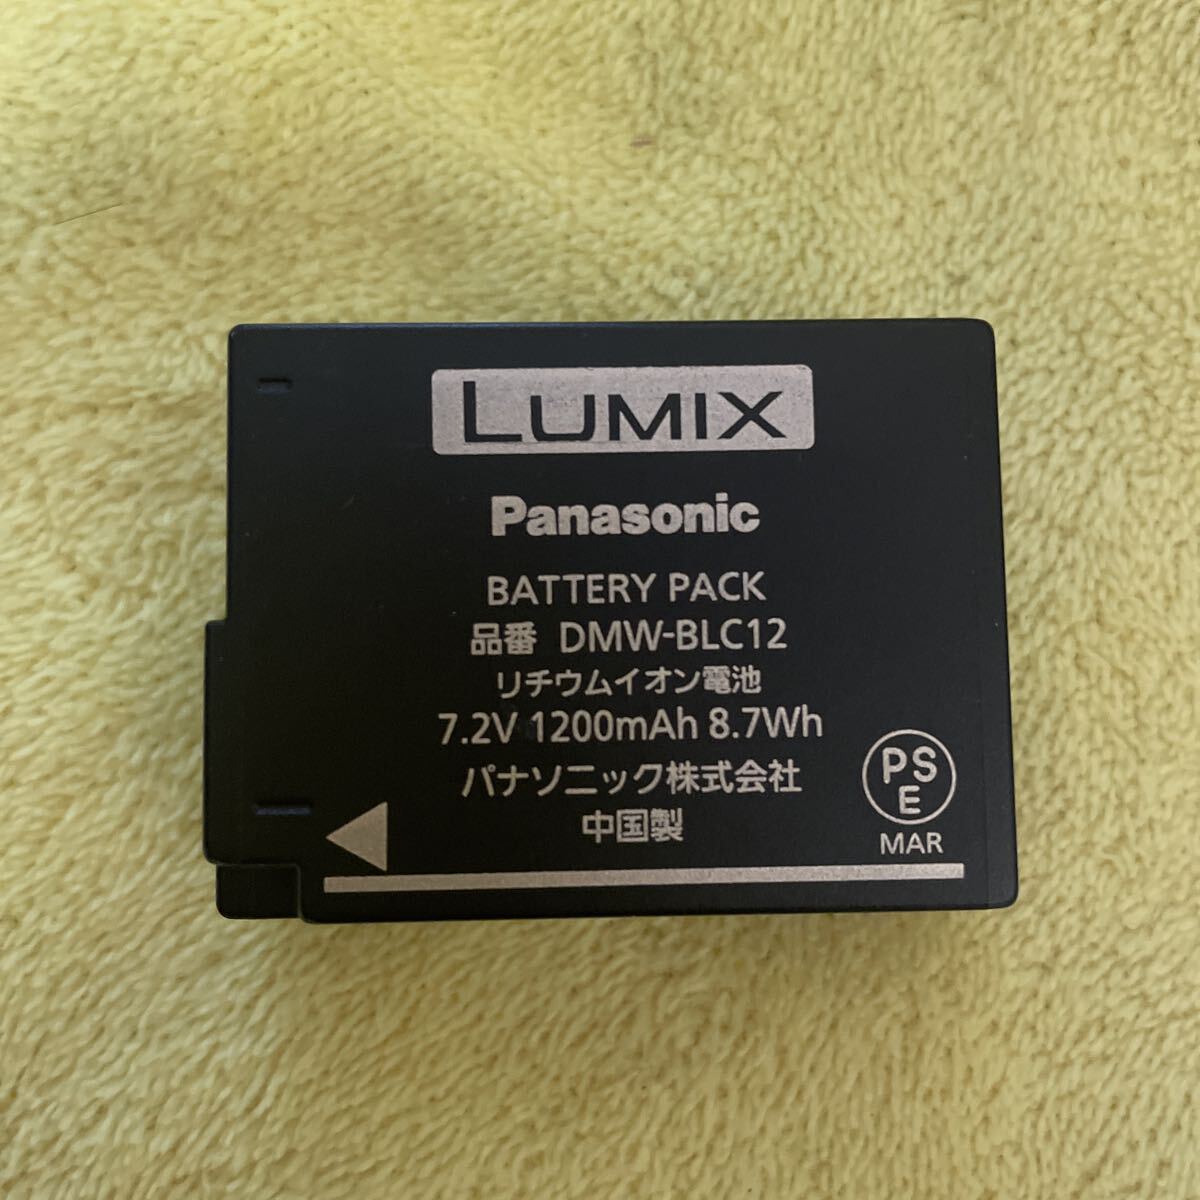 LUMIX
Panasonic
BATTERY PACK
品番 DMW-BLC12
リチウムイオン電池
7.2V 1200mAh 8.7Wh
パナソニック株式会社
中国製
PS
E
MAR